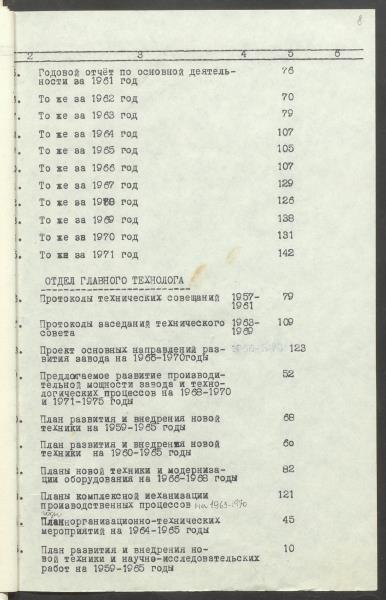 8
2 3 4 5 6
Годовой отчёт по основной деятель- 76
ности за 1961 год
То же за 1962 год 70
То же за 1963 год 79
То же за 1964 год 107
То же за 1965 год 105
То же за 1966 год 107
То же за 1967 год 129
То же за 1968 год 126
То же за 1969 год 138
То же за 1970 год 131
То же за 1971 год 142
ОТДЕЛ ГЛАВНОГО ТЕХНОЛОГА
Протоколы технических совещаний 1957- 79
1961
Протоколы заседаний технического 1963- 109
совета 1969
Проект основных направлений раз- 123
вития завода на 1966-1970годы
Предлогаемое развитие производи- 52
тельной мощности завода и техно-
логических процессов на 1968-1970
и 1971-1975 годы
План развития и внедрения новой 68
техники на 1959-1965 годы
План развития и внедрения новой 60
техники на 1960-1965 годы
Планы новой техники и модерниза- 82
ции оборудования на 1966-1968 годы
Планы комплексной механизации 121
производственных процессов на 1963-1970
годы
План организационно-технических 45
мероприятий на 1964-1965 годы
План развития и внедрения но- 10
вой техники и научно-исследовательских
работ на 1959-1965 годы